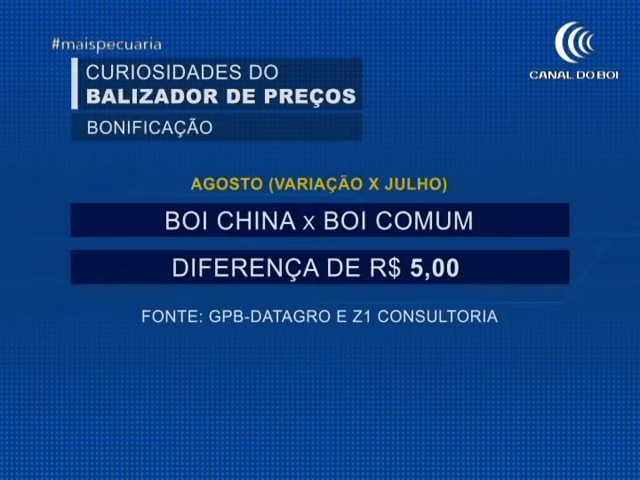 #maispecuaria
CANAL DO BOI
CURIOSIDADES DO
BALIZADOR DE PREÇOS
BONIFICAÇÃO
AGOSTO (VARIAÇÃO X JULHO)
BOI CHINA X BOI COMUM
DIFERENÇA DE R$ 5,00
FONTE: GPB-DATAGRO E Z1 CONSULTORIA